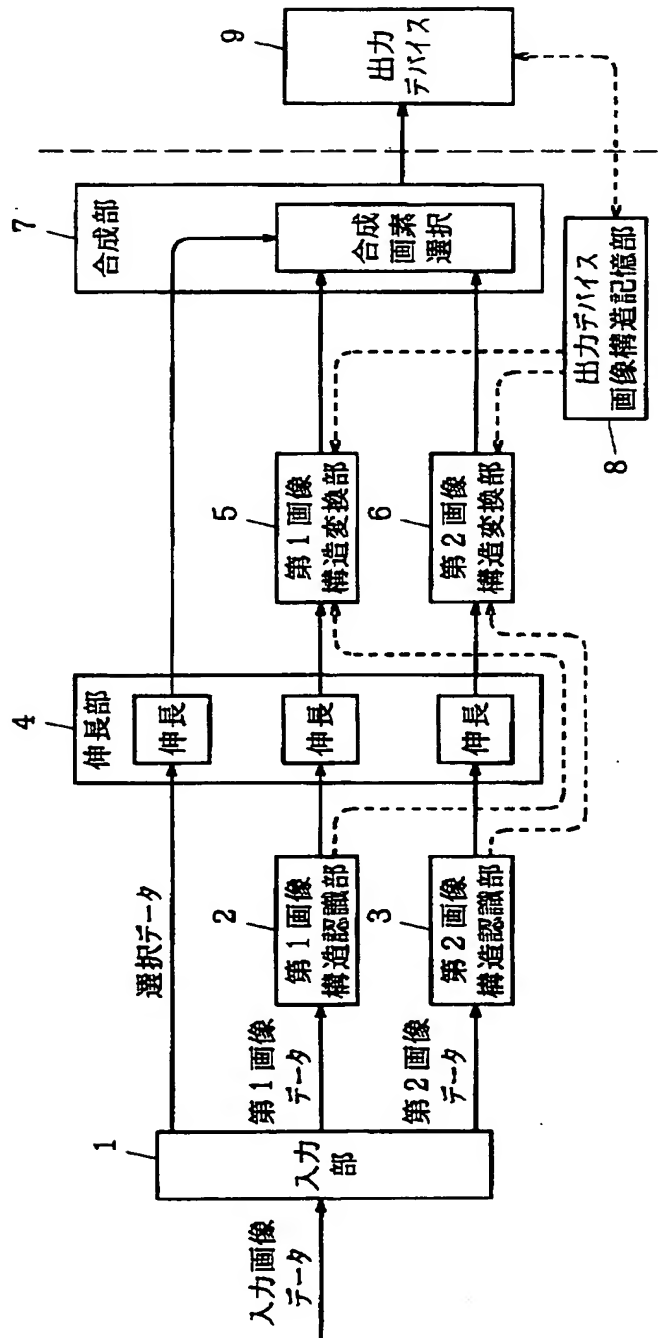 入力画像
データ
1
入力
部
選択データ
第1画像
データ
第2画像
データ
2
第1画像
構造認識部
3
第2画像
構造認識部
4
伸長部
伸長
伸長
伸長
5
第1画像
構造変換部
6
第2画像
構造変換部
7
合成部
合成
画素
選択
出力デバイス
画像構造記憶部
8
9
出力
デバイス